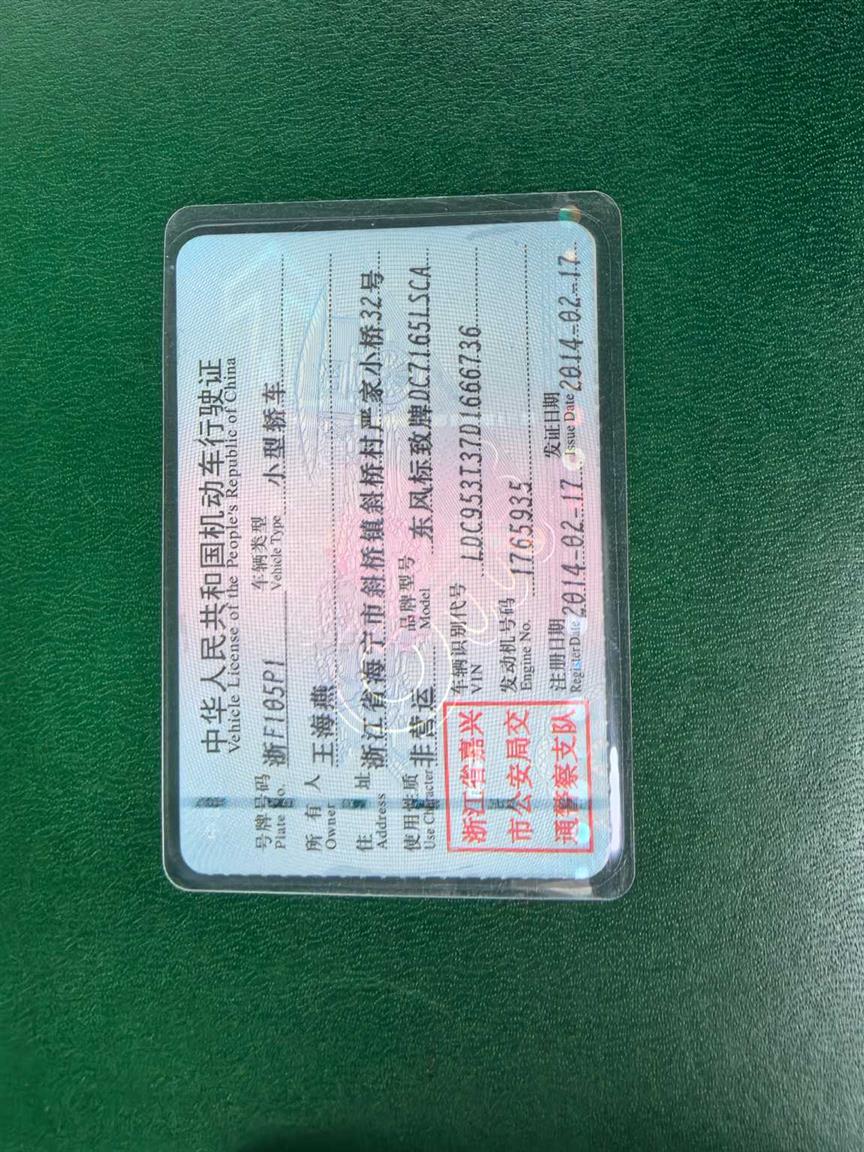 中华人民共和国机动车行驶证
Vehicle License of the People's Republic of China
号牌号码 浙F105P1 车辆类型 小型轿车
Plate No. Vehicle Type
所有人 王海燕
Owner
住址 浙江省海宁市斜桥镇斜桥村严家小桥32号
Address
使用性质 非营运 品牌型号 东风标致牌DC7165LSCA
Use Character Model
车辆识别代号 LDC953T37D1666736
VIN
发动机号码 1765935
Engine No.
注册日期 2014-02-17 发证日期 2014-02-17
Register Date Issue Date
浙江省嘉兴
市公安局交
通警察支队